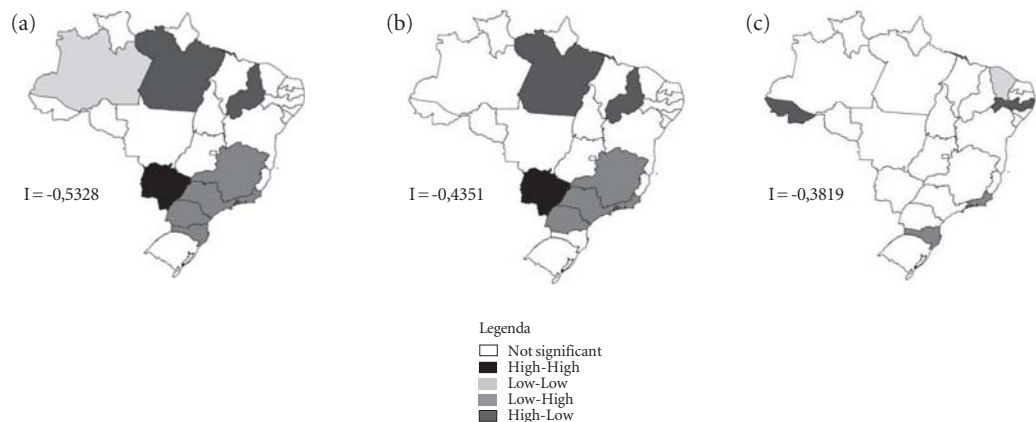 (a)
(b)
(c)
I = -0,5328
I = -0,4351
I = -0,3819
Legenda
Not significant
High-High
Low-Low
Low-High
High-Low